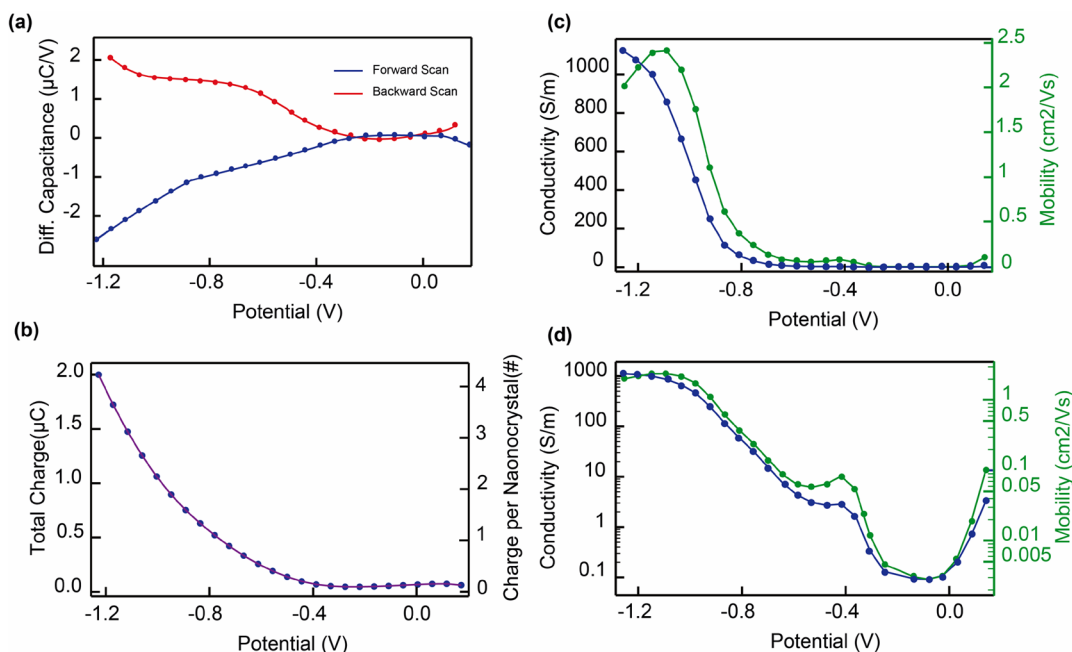 (a)
Diff. Capacitance (µC/V)
2
1
0
-1
-2
Forward Scan
Backward Scan
-1.2 -0.8 -0.4 0.0
Potential (V)
(b)
Total Charge(µC)
2.0
1.5
1.0
0.5
0.0
4
3
2
1
0
Charge per Naonocrystal(#)
-1.2 -0.8 -0.4 0.0
Potential (V)
(c)
Conductivity (S/m)
1000
800
600
400
200
0
2.5
2
1.5
1
0.5
0
Mobility (cm2/Vs)
-1.2 -0.8 -0.4 0.0
Potential (V)
(d)
Conductivity (S/m)
1000
100
10
1
0.1
1
0.5
0.1
0.05
0.01
0.005
Mobility (cm2/Vs)
-1.2 -0.8 -0.4 0.0
Potential (V)